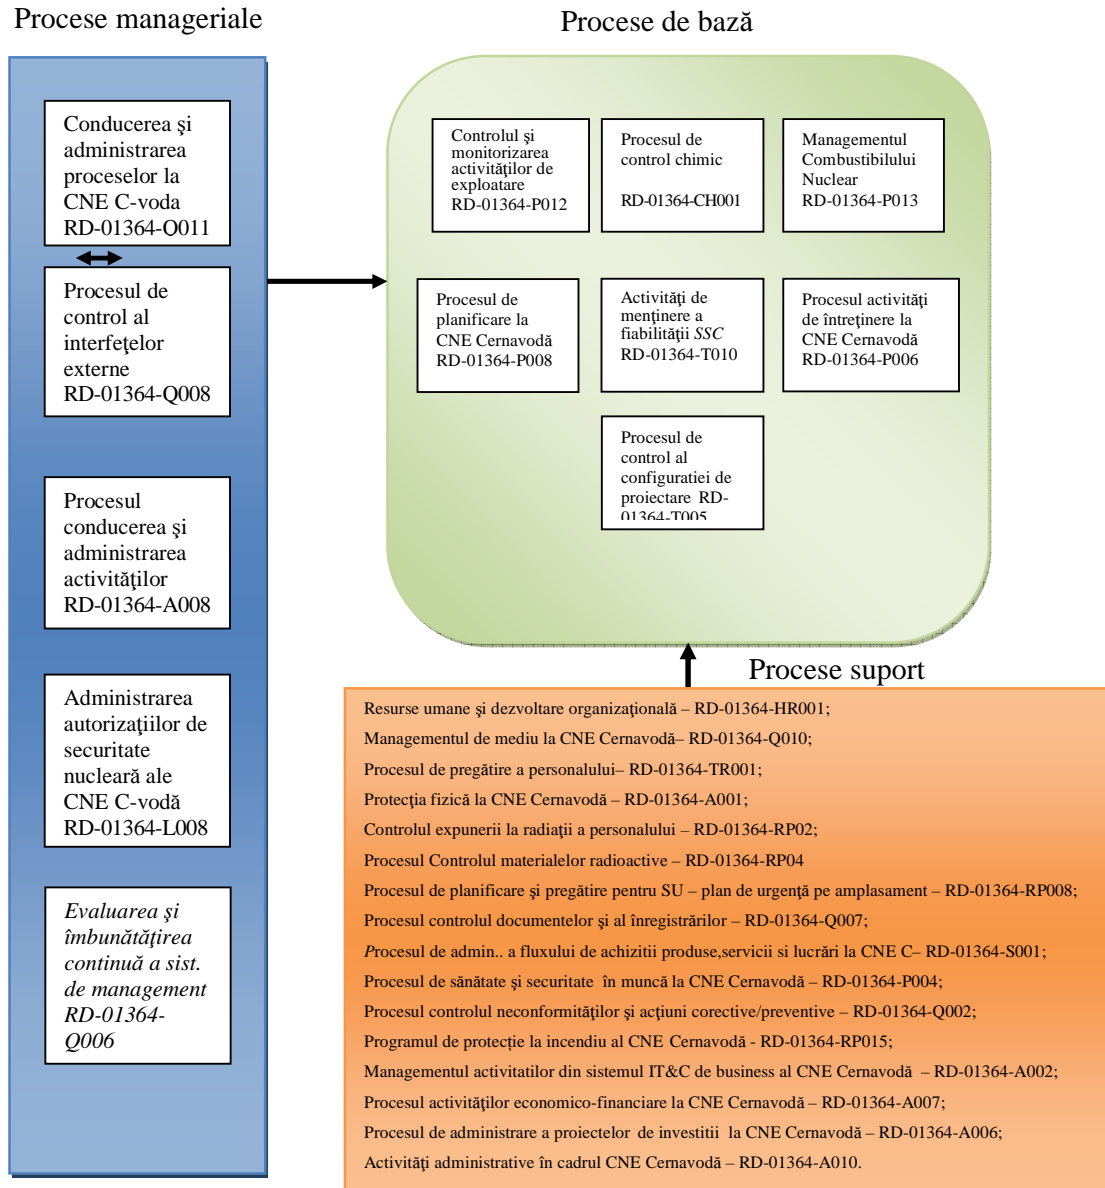 Procese manageriale
Conducerea şi
administrarea
proceselor la
CNE C-voda
RD-01364-Q011
Procesul de
control al
interfeţelor
externe
RD-01364-Q008
Procesul
conducerea şi
administrarea
activităţilor
RD-01364-A008
Administrarea
autorizaţiilor de
securitate
nucleară ale
CNE C-vodă
RD-01364-L008
Evaluarea şi
îmbunătăţirea
continuă a sist.
de management
RD-01364-
Q006
Procese de bază
Controlul şi
monitorizarea
activităţilor de
exploatare
RD-01364-P012
Procesul de
control chimic
RD-01364-CH001
Managementul
Combustibilului
Nuclear
RD-01364-P013
Procesul de
planificare la
CNE Cernavodă
RD-01364-P008
Activităţi de
menţinere a
fiabilităţii SSC
RD-01364-T010
Procesul activităţi
de întreţinere la
CNE Cernavodă
RD-01364-P006
Procesul de
control al
configuratiei de
proiectare RD-
01364-T005
Procese suport
Resurse umane şi dezvoltare organizaţională – RD-01364-HR001;
Managementul de mediu la CNE Cernavodă– RD-01364-Q010;
Procesul de pregătire a personalului– RD-01364-TR001;
Protecţia fizică la CNE Cernavodă – RD-01364-A001;
Controlul expunerii la radiaţii a personalului – RD-01364-RP02;
Procesul Controlul materialelor radioactive – RD-01364-RP04
Procesul de planificare şi pregătire pentru SU – plan de urgenţă pe amplasament – RD-01364-RP008;
Procesul controlul documentelor şi al înregistrărilor – RD-01364-Q007;
Procesul de admin.. a fluxului de achizitii produse,servicii si lucrări la CNE C– RD-01364-S001;
Procesul de sănătate şi securitate în muncă la CNE Cernavodă – RD-01364-P004;
Procesul controlul neconformităţilor şi acţiuni corective/preventive – RD-01364-Q002;
Programul de protecţie la incendiu al CNE Cernavodă - RD-01364-RP015;
Managementul activitatilor din sistemul IT&C de business al CNE Cernavodă – RD-01364-A002;
Procesul activităţilor economico-financiare la CNE Cernavodă – RD-01364-A007;
Procesul de administrare a proiectelor de investitii la CNE Cernavodă – RD-01364-A006;
Activităţi administrative în cadrul CNE Cernavodă – RD-01364-A010.